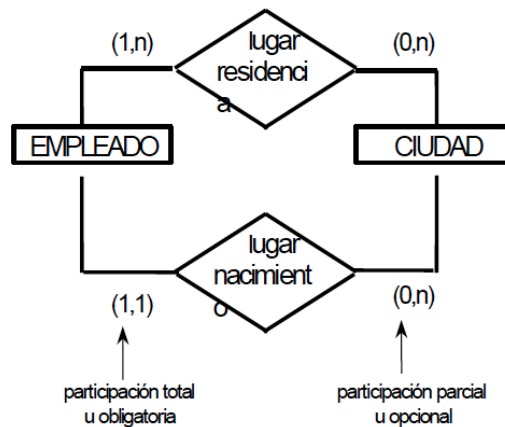 (1,n)
lugar
residenci
a
(0,n)
EMPLEADO
CIUDAD
lugar
nacimient
o
(1,1)
(0,n)
participación total
u obligatoria
participación parcial
u opcional